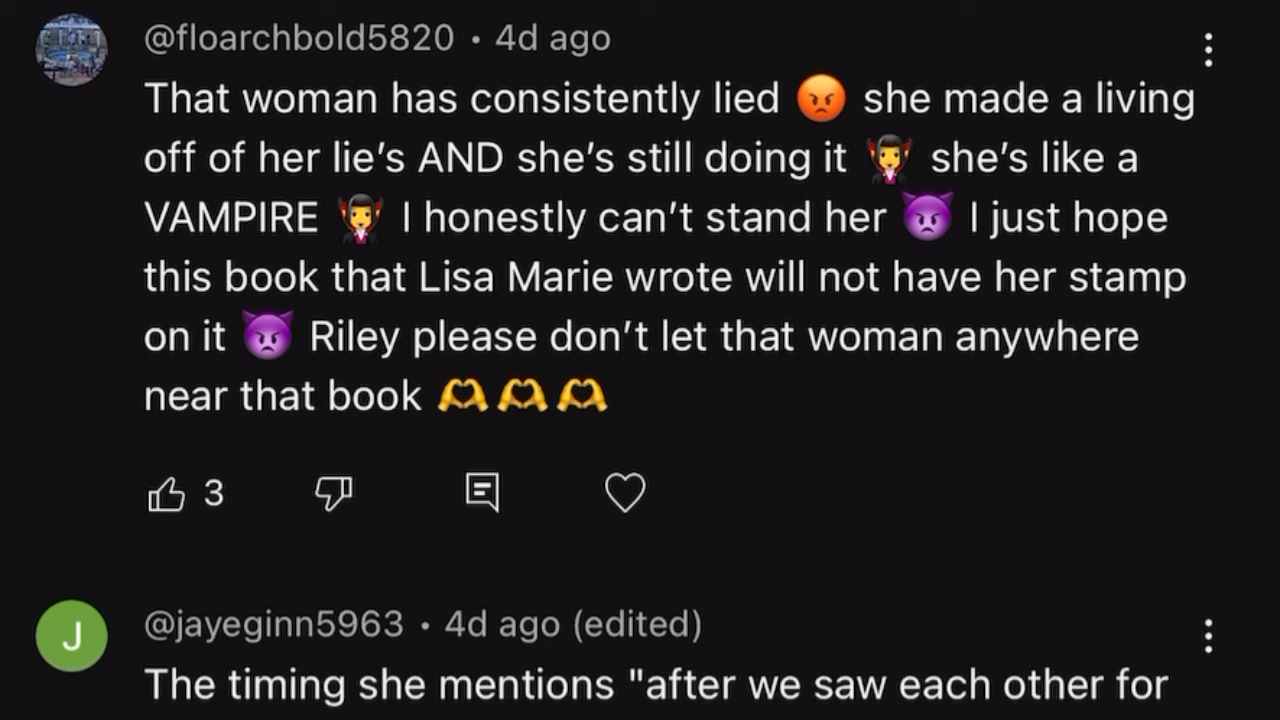 @floarchbold5820 • 4d ago
That woman has consistently lied 😡 she made a living
off of her lie’s AND she’s still doing it 🧛‍♀️ she’s like a
VAMPIRE 🧛‍♀️ I honestly can’t stand her 👿 I just hope
this book that Lisa Marie wrote will not have her stamp
on it 👿 Riley please don’t let that woman anywhere
near that book 🫶🫶🫶
3
J
@jayeginn5963 • 4d ago (edited)
The timing she mentions "after we saw each other for